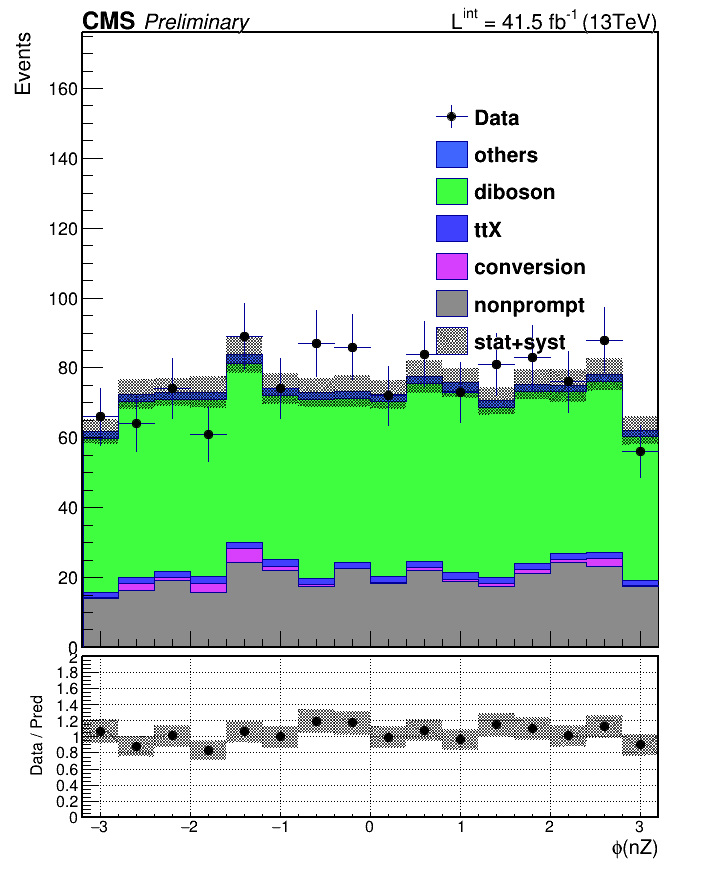 CMS Preliminary L^int = 41.5 fb^-1 (13TeV)
Events
160
140
120
100
80
60
40
20
0
Data
others
diboson
ttX
conversion
nonprompt
stat+syst
Data / Pred
2
1.8
1.6
1.4
1.2
1
0.8
0.6
0.4
0.2
0
−3 −2 −1 0 1 2 3
ϕ(nZ)